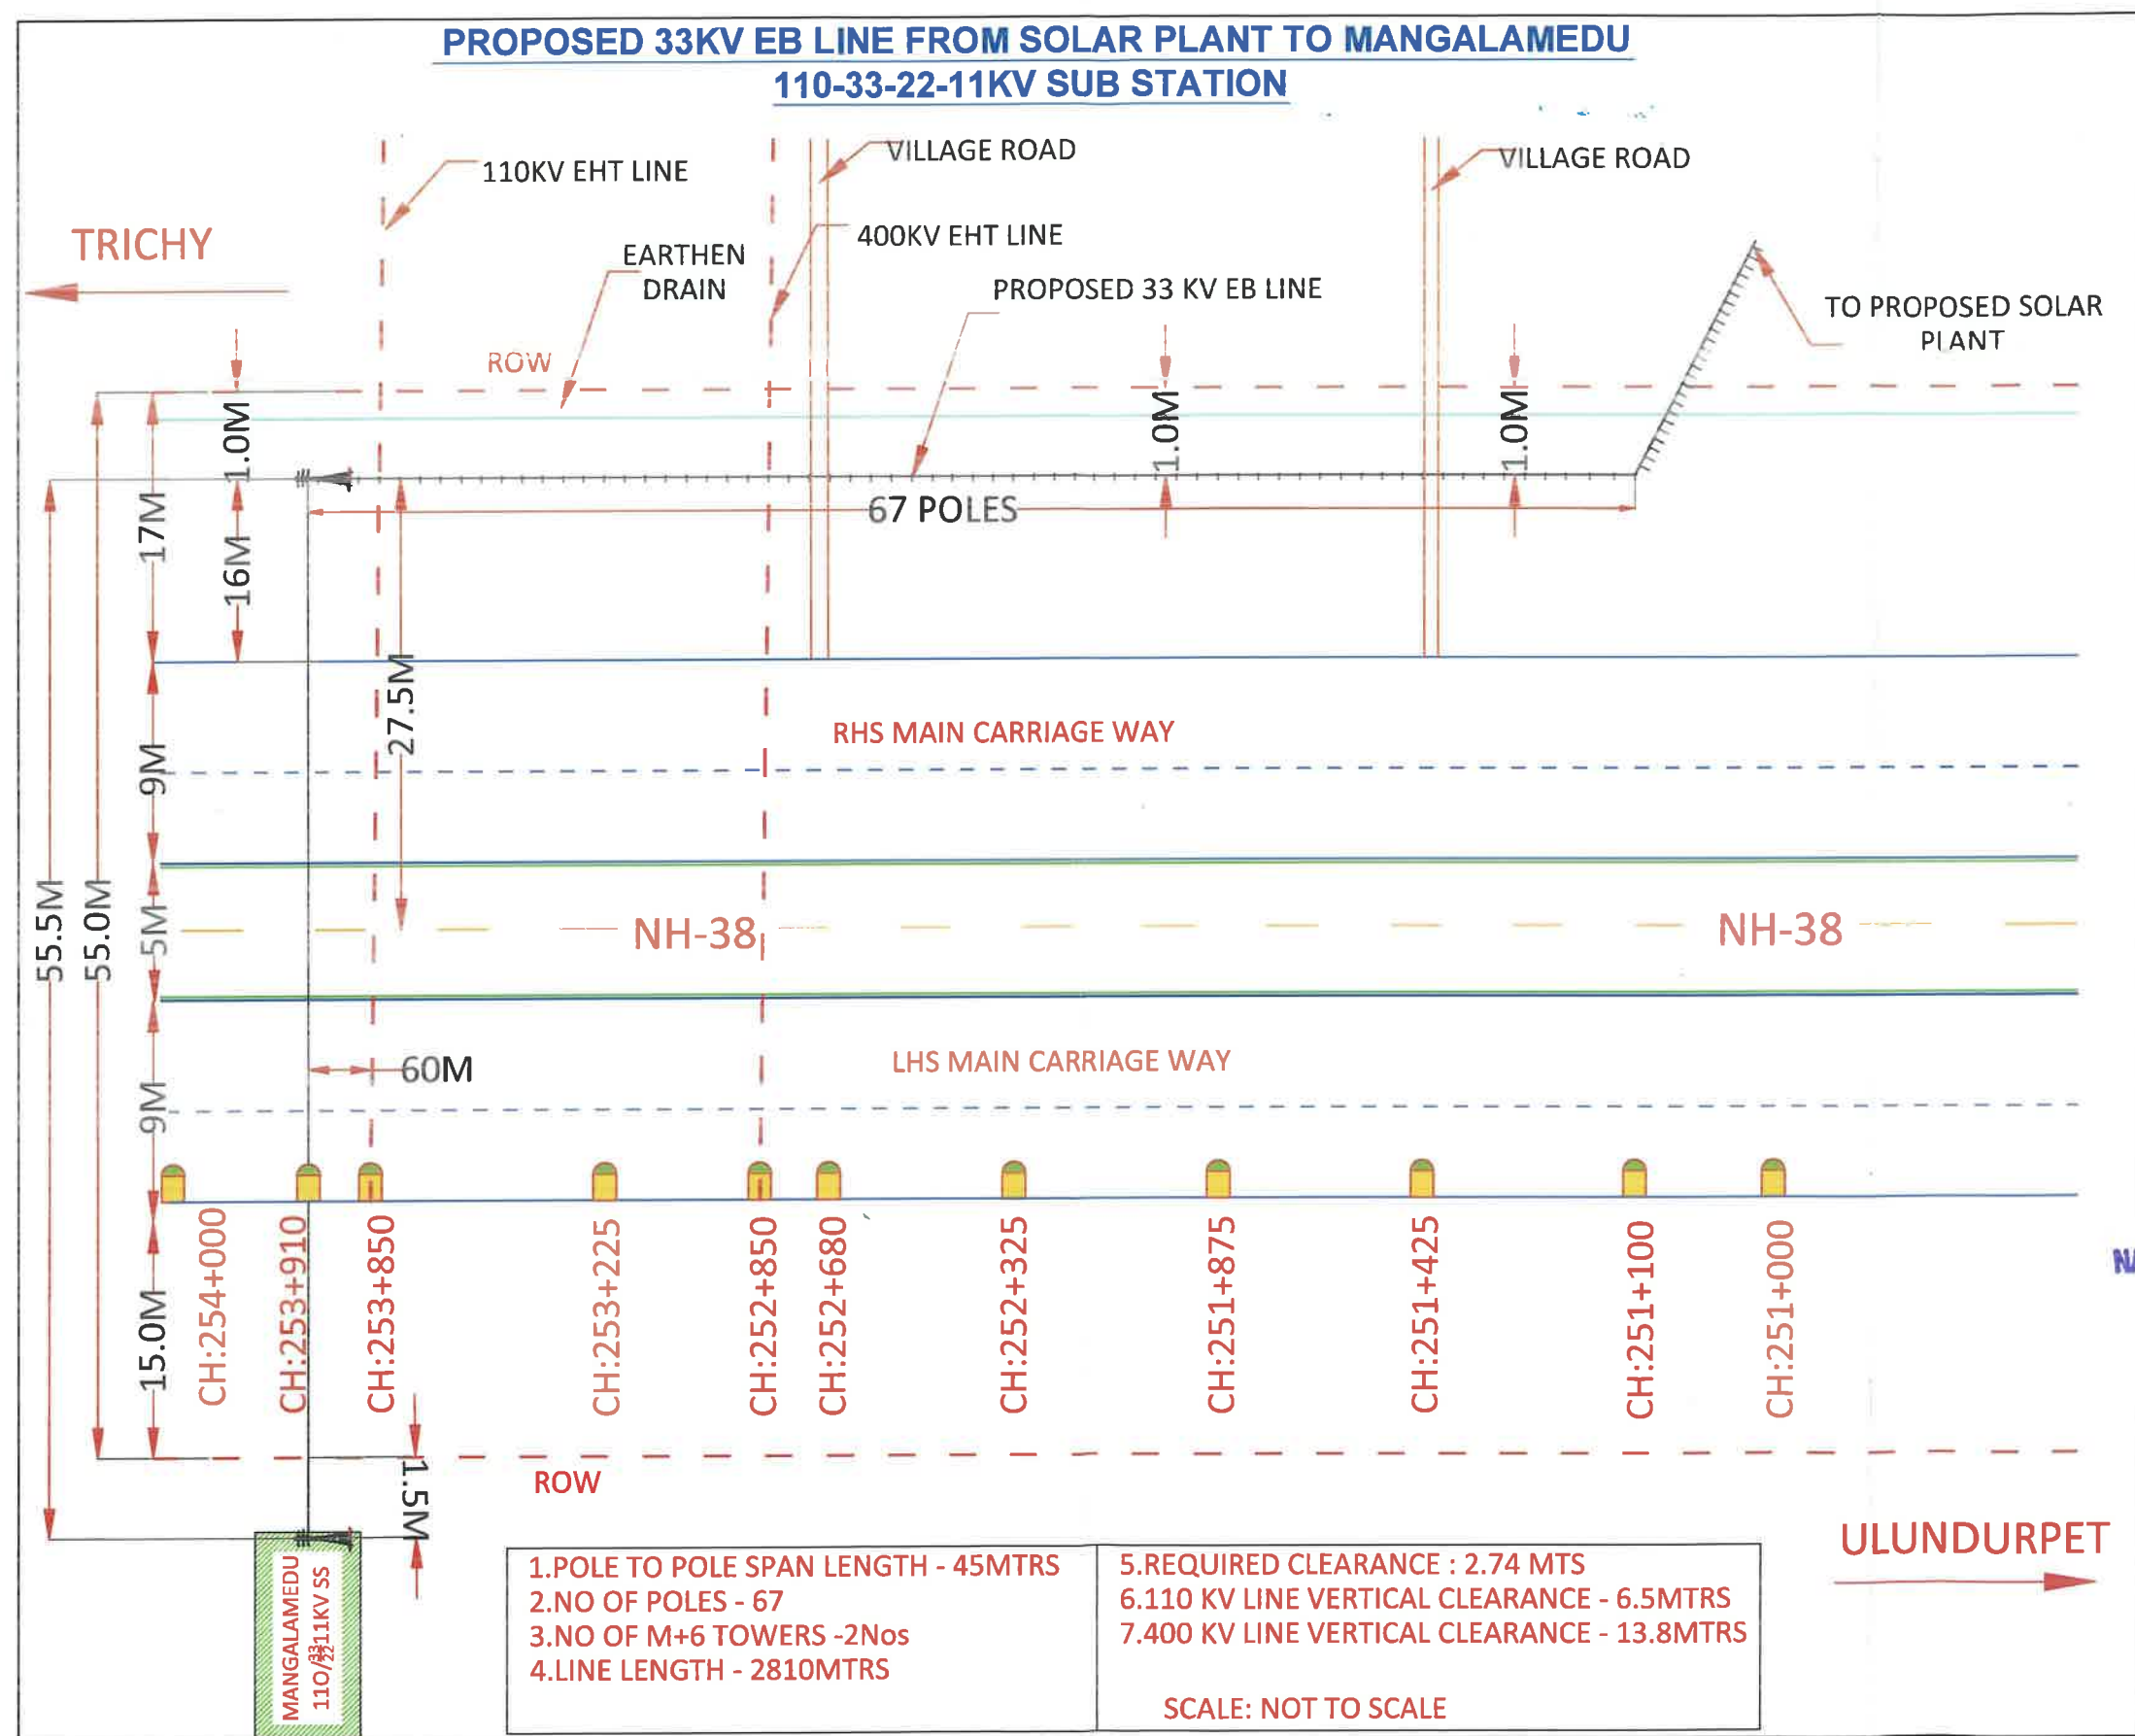 PROPOSED 33KV EB LINE FROM SOLAR PLANT TO MANGALAMEDU
110-33-22-11KV SUB STATION
110KV EHT LINE
VILLAGE ROAD
VILLAGE ROAD
TRICHY
EARTHEN
DRAIN
400KV EHT LINE
PROPOSED 33 KV EB LINE
TO PROPOSED SOLAR
PLANT
ROW
1.0M
1.0M
1.0M
17M
16M
67 POLES
27.5M
RHS MAIN CARRIAGE WAY
9M
55.5M
55.0M
5M
NH-38
NH-38
60M
LHS MAIN CARRIAGE WAY
9M
15.0M
CH:254+000
CH:253+910
CH:253+850
CH:253+225
CH:252+850
CH:252+680
CH:252+325
CH:251+875
CH:251+425
CH:251+100
CH:251+000
ROW
1.5M
ULUNDURPET
MANGALAMEDU
110/33/22 11KV SS
1.POLE TO POLE SPAN LENGTH - 45MTRS
2.NO OF POLES - 67
3.NO OF M+6 TOWERS -2Nos
4.LINE LENGTH - 2810MTRS
5.REQUIRED CLEARANCE : 2.74 MTS
6.110 KV LINE VERTICAL CLEARANCE - 6.5MTRS
7.400 KV LINE VERTICAL CLEARANCE - 13.8MTRS
SCALE: NOT TO SCALE